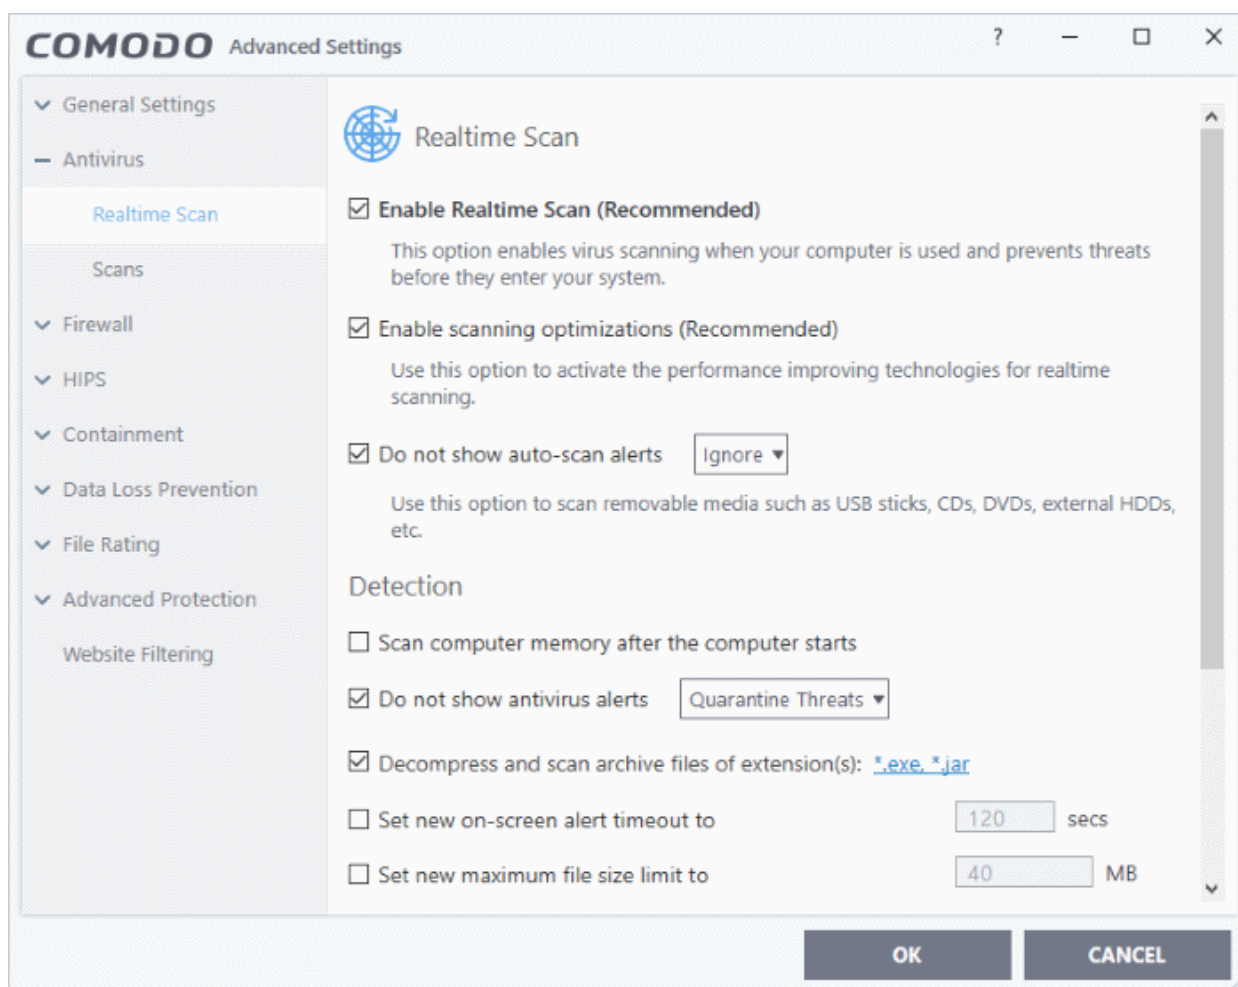 COMODO Advanced Settings ?
General Settings
Antivirus
Realtime Scan
Scans
Firewall
HIPS
Containment
Data Loss Prevention
File Rating
Advanced Protection
Website Filtering
Realtime Scan
Enable Realtime Scan (Recommended)
This option enables virus scanning when your computer is used and prevents threats
before they enter your system.
Enable scanning optimizations (Recommended)
Use this option to activate the performance improving technologies for realtime
scanning.
Do not show auto-scan alerts Ignore
Use this option to scan removable media such as USB sticks, CDs, DVDs, external HDDs,
etc.
Detection
Scan computer memory after the computer starts
Do not show antivirus alerts Quarantine Threats
Decompress and scan archive files of extension(s): *.exe, *.jar
Set new on-screen alert timeout to 120 secs
Set new maximum file size limit to 40 MB
OK CANCEL